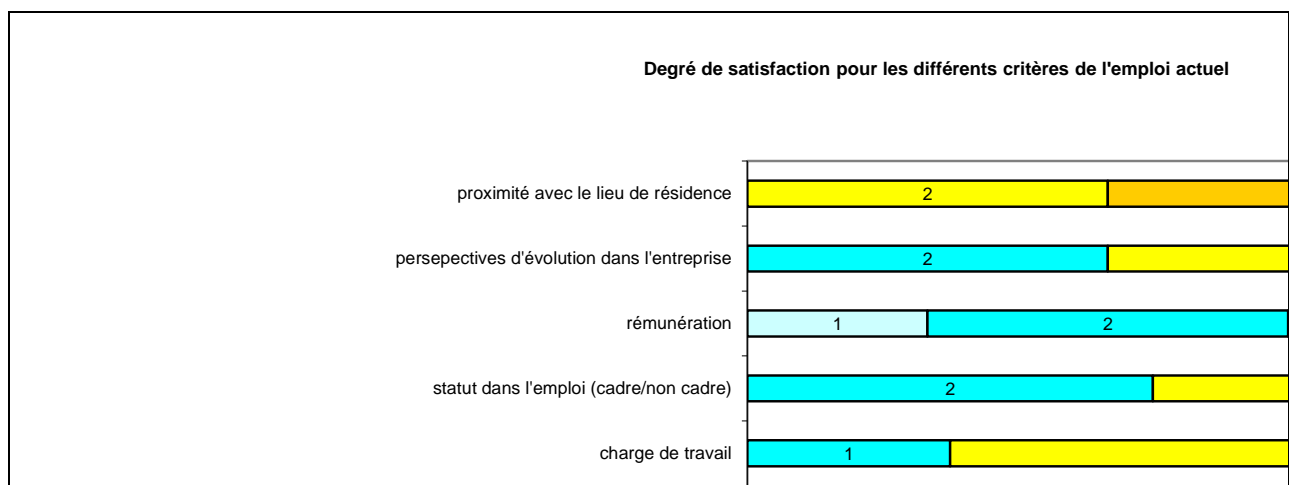 Degré de satisfaction pour les différents critères de l'emploi actuel
proximité avec le lieu de résidence 2
persepectives d'évolution dans l'entreprise 2
rémunération 1 2
statut dans l'emploi (cadre/non cadre) 2
charge de travail 1